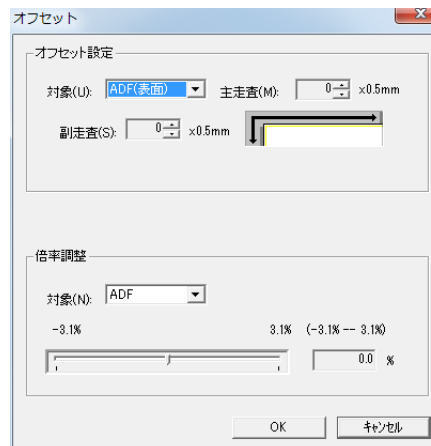 オフセット
オフセット設定
対象(U): ADF(表面) 主走査(M): 0 ×0.5mm
副走査(S): 0 ×0.5mm
倍率調整
対象(N): ADF
-3.1% 3.1% (-3.1% -- 3.1%)
0.0 %
OK キャンセル